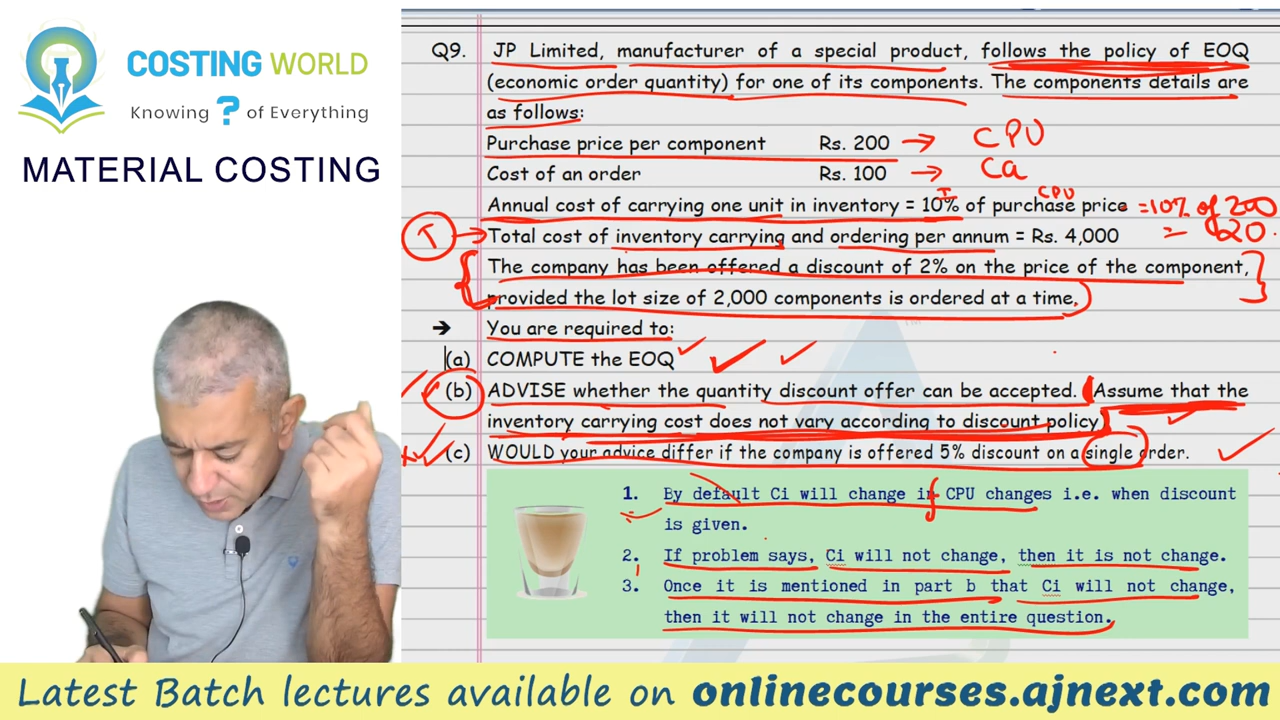 COSTING WORLD
Knowing ? of Everything
MATERIAL COSTING
Q9. JP Limited, manufacturer of a special product, follows the policy of EOQ
(economic order quantity) for one of its components. The components details are
as follows:
Purchase price per component Rs. 200 → CPU
Cost of an order Rs. 100 → Ca
CPU
Annual cost of carrying one unit in inventory = 10% of purchase price = 10% of 200
T → Total cost of inventory carrying and ordering per annum = Rs. 4,000 = 20.
The company has been offered a discount of 2% on the price of the component,
provided the lot size of 2,000 components is ordered at a time.
➔ You are required to:
(a) COMPUTE the EOQ
(b) ADVISE whether the quantity discount offer can be accepted. (Assume that the
inventory carrying cost does not vary according to discount policy)
(c) WOULD your advice differ if the company is offered 5% discount on a single order.
1. By default Ci will change if CPU changes i.e. when discount
is given.
2. If problem says, Ci will not change, then it is not change.
3. Once it is mentioned in part b that Ci will not change,
then it will not change in the entire question.
Latest Batch lectures available on onlinecourses.ajnext.com